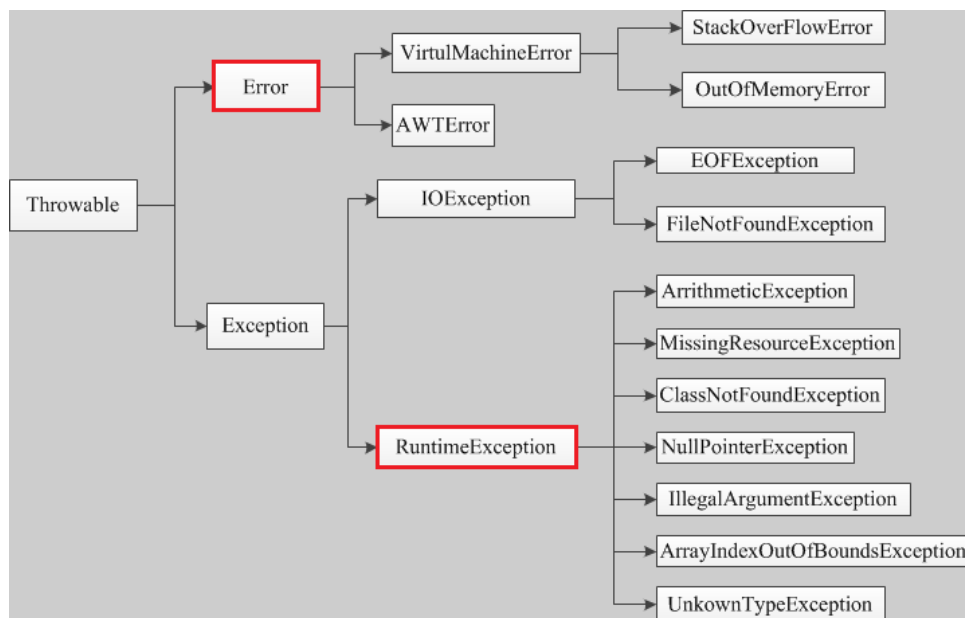 StackOverFlowError
VirtulMachineError
Error
OutOfMemoryError
AWTError
EOFException
Throwable
IOException
FileNotFoundException
ArrithmeticException
Exception
MissingResourceException
ClassNotFoundException
RuntimeException
NullPointerException
IllegalArgumentException
ArrayIndexOutOfBoundsException
UnkownTypeException